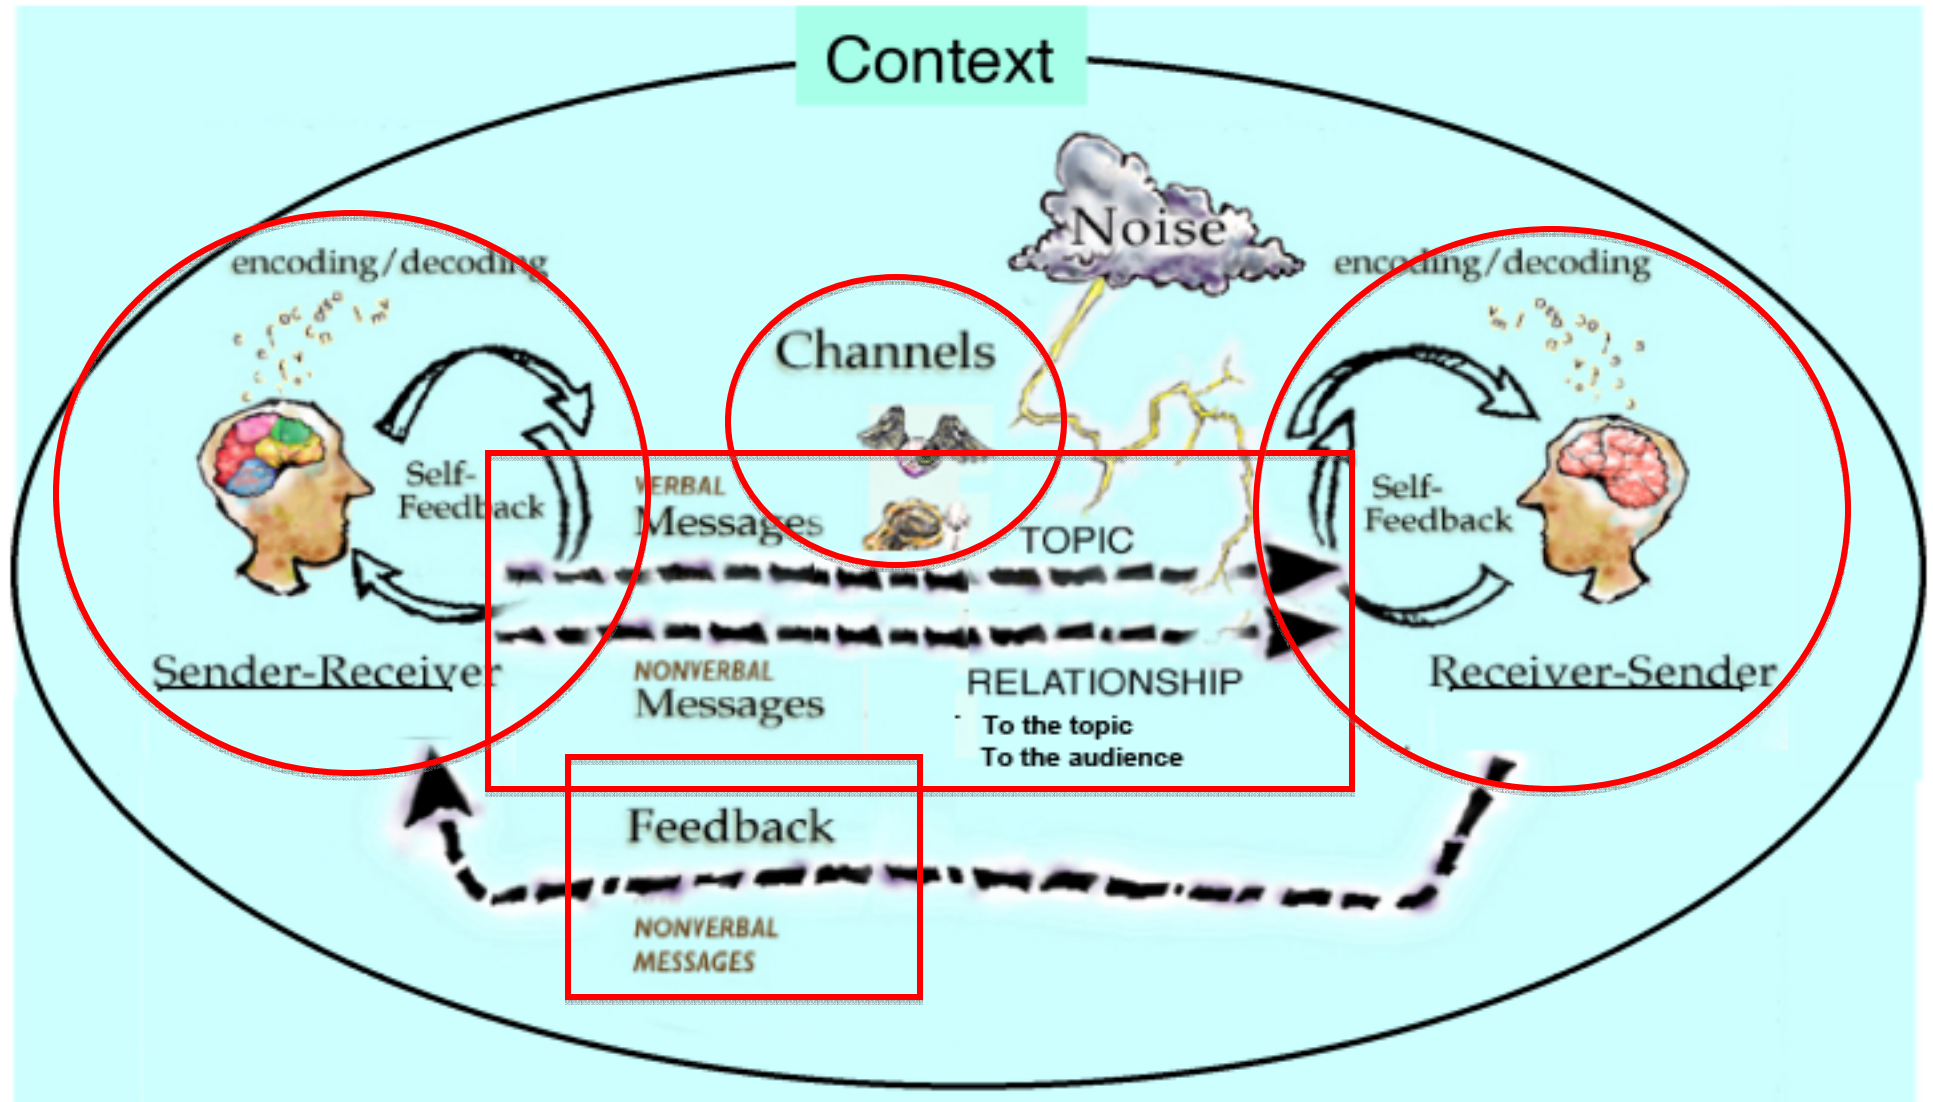 Context
Noise
encoding/decoding
encoding/decoding
Channels
Self-
Feedback
VERBAL
Messages
TOPIC
Self-
Feedback
Sender-Receiver
NONVERBAL
Messages
RELATIONSHIP
To the topic
To the audience
Receiver-Sender
Feedback
NONVERBAL
MESSAGES